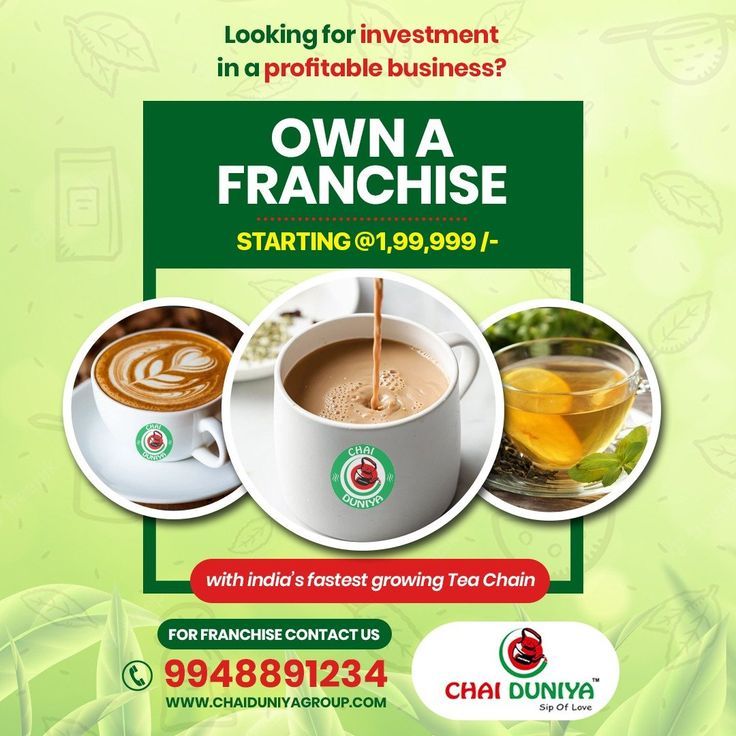 Looking for investment
in a profitable business?
OWN A
FRANCHISE
STARTING @1,99,999 /-
CHAI
DUNIYA
CHAI
DUNIYA
with india's fastest growing Tea Chain
FOR FRANCHISE CONTACT US
9948891234
WWW.CHAIDUNIYAGROUP.COM
CHAI DUNIYA™
Sip Of Love